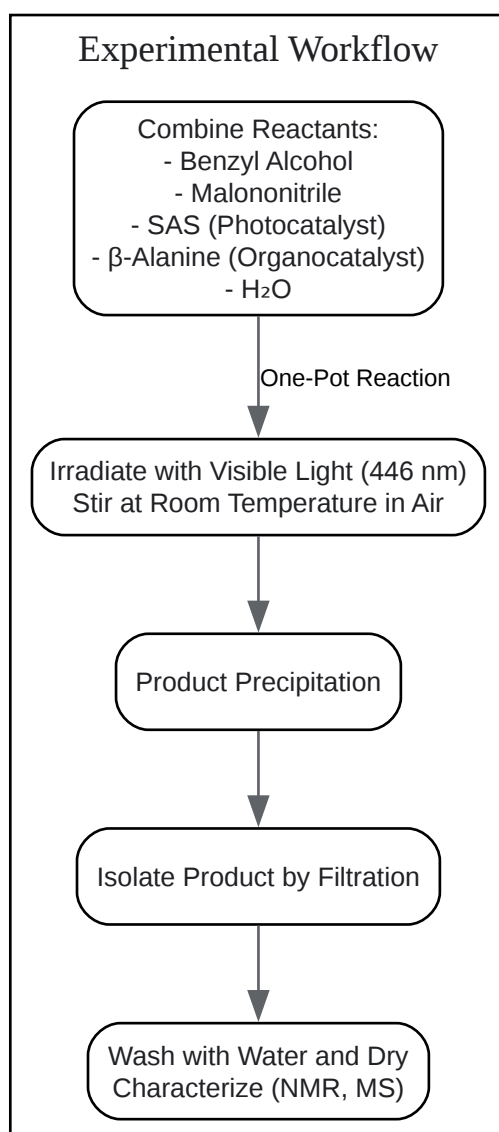 Experimental Workflow
Combine Reactants:
- Benzyl Alcohol
- Malononitrile
- SAS (Photocatalyst)
- β-Alanine (Organocatalyst)
- H₂O
One-Pot Reaction
Irradiate with Visible Light (446 nm)
Stir at Room Temperature in Air
Product Precipitation
Isolate Product by Filtration
Wash with Water and Dry
Characterize (NMR, MS)